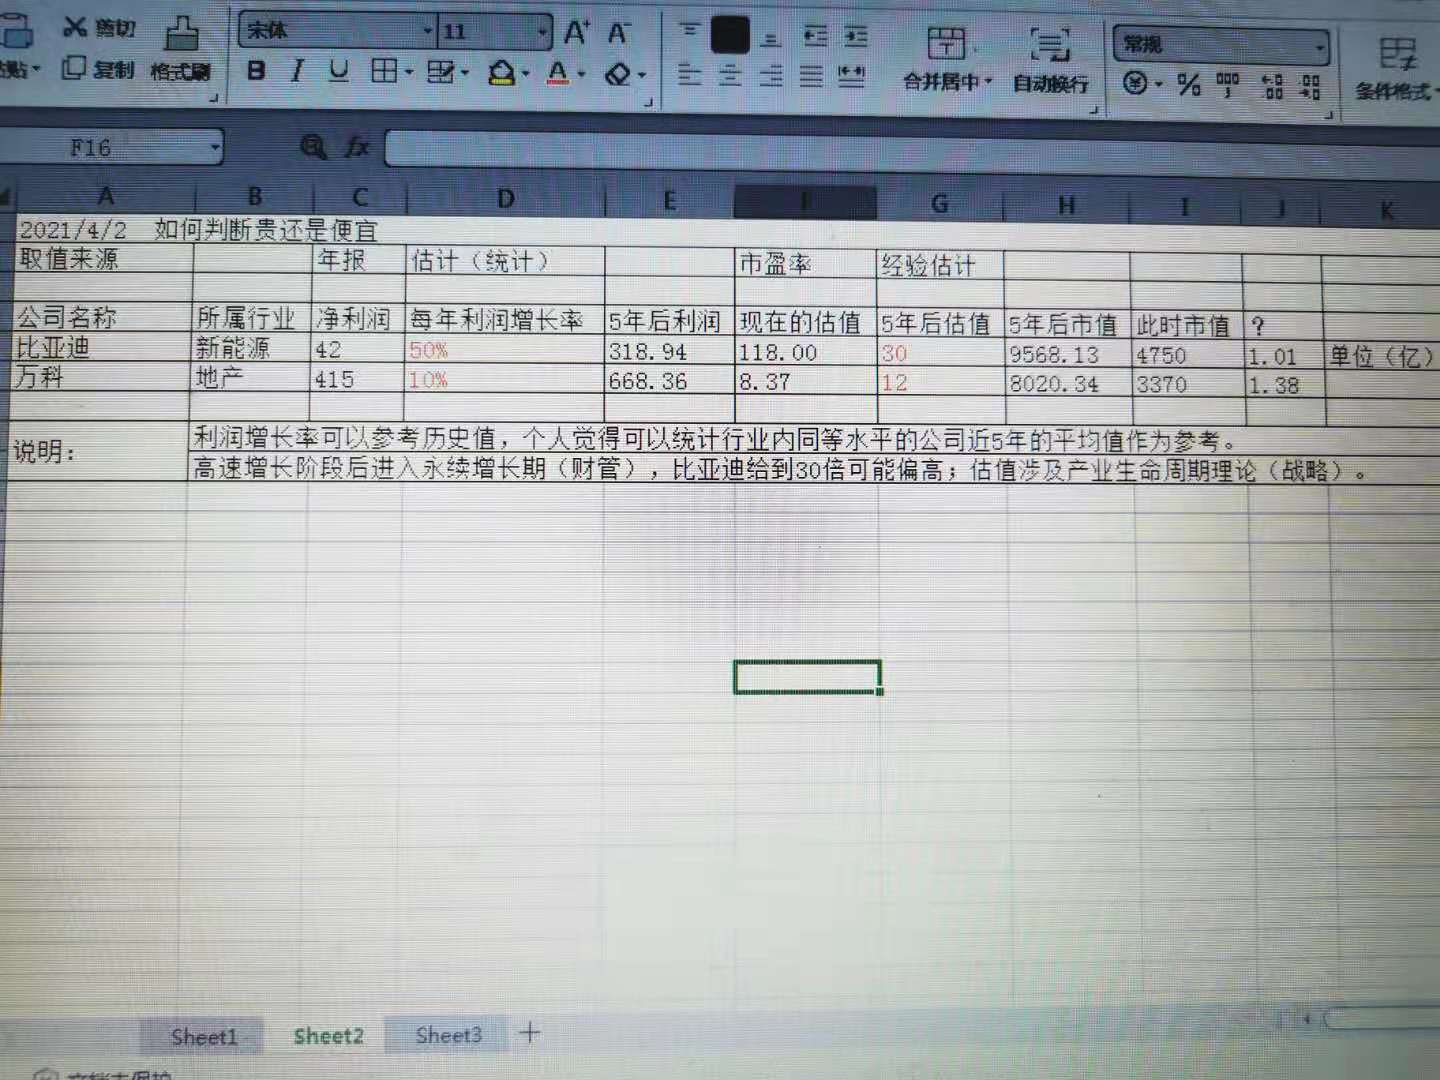 剪切
复制
格式刷
宋体 11
B I U A
合并居中
自动换行
常规
条件格式
F16 fx
A B C D E F G H I J K
2021/4/2 如何判断贵还是便宜
取值来源 年报 估计（统计） 市盈率 经验估计
公司名称 所属行业 净利润 每年利润增长率 5年后利润 现在的估值 5年后估值 5年后市值 此时市值 ?
比亚迪 新能源 42 50% 318.94 118.00 30 9568.13 4750 1.01 单位（亿）
万科 地产 415 10% 668.36 8.37 12 8020.34 3370 1.38
说明：
利润增长率可以参考历史值，个人觉得可以统计行业内同等水平的公司近5年的平均值作为参考。
高速增长阶段后进入永续增长期（财管），比亚迪给到30倍可能偏高；估值涉及产业生命周期理论（战略）。
Sheet1 Sheet2 Sheet3 +